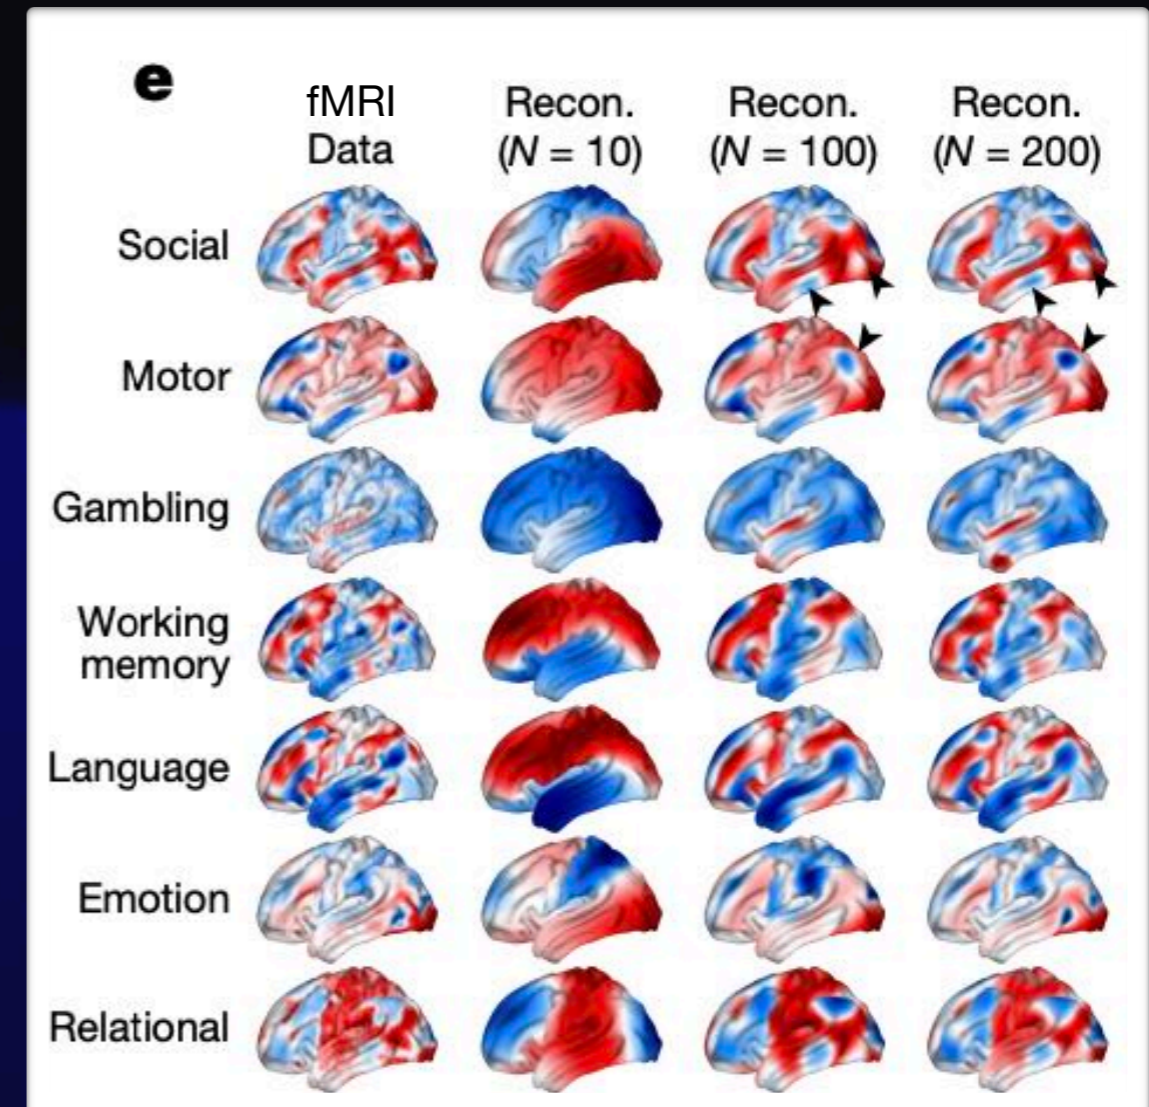 e
fMRI
Data
Recon.
(N = 10)
Recon.
(N = 100)
Recon.
(N = 200)
Social
Motor
Gambling
Working
memory
Language
Emotion
Relational